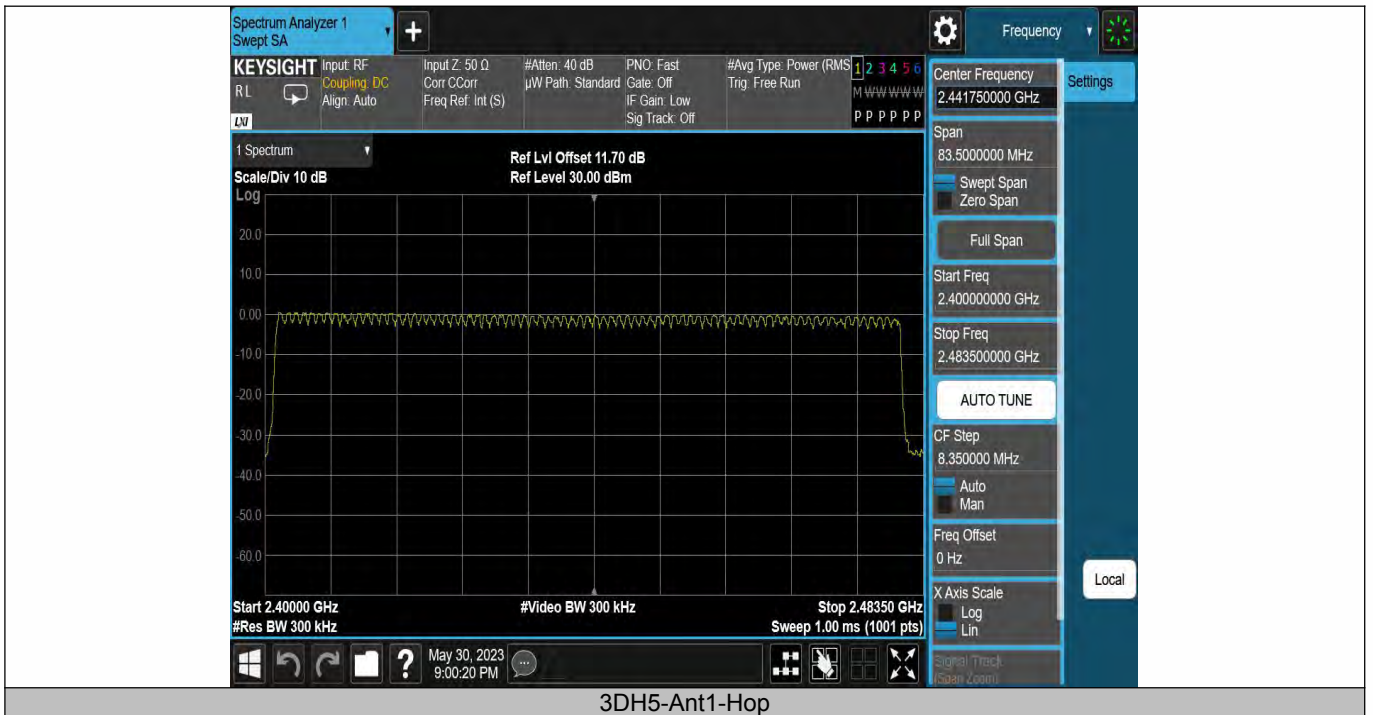 Spectrum Analyzer 1
Swept SA
Frequency
KEYSIGHT
RL
LXI
Input: RF
Coupling: DC
Align: Auto
Input Z: 50 Ω
Corr CCorr
Freq Ref: Int (S)
#Atten: 40 dB
µW Path: Standard
PNO: Fast
Gate: Off
IF Gain: Low
Sig Track: Off
#Avg Type: Power (RMS
Trig: Free Run
1 2 3 4 5 6
M W W W W W
P P P P P P
1 Spectrum
Scale/Div 10 dB
Ref Lvl Offset 11.70 dB
Ref Level 30.00 dBm
Log
20.0
10.0
0.00
-10.0
-20.0
-30.0
-40.0
-50.0
-60.0
Start 2.40000 GHz
#Res BW 300 kHz
#Video BW 300 kHz
Stop 2.48350 GHz
Sweep 1.00 ms (1001 pts)
Center Frequency
2.441750000 GHz
Settings
Span
83.5000000 MHz
Swept Span
Zero Span
Full Span
Start Freq
2.400000000 GHz
Stop Freq
2.483500000 GHz
AUTO TUNE
CF Step
8.350000 MHz
Auto
Man
Freq Offset
0 Hz
X Axis Scale
Log
Lin
Signal Track
(Span Zoom)
Local
?
May 30, 2023
9:00:20 PM
3DH5-Ant1-Hop